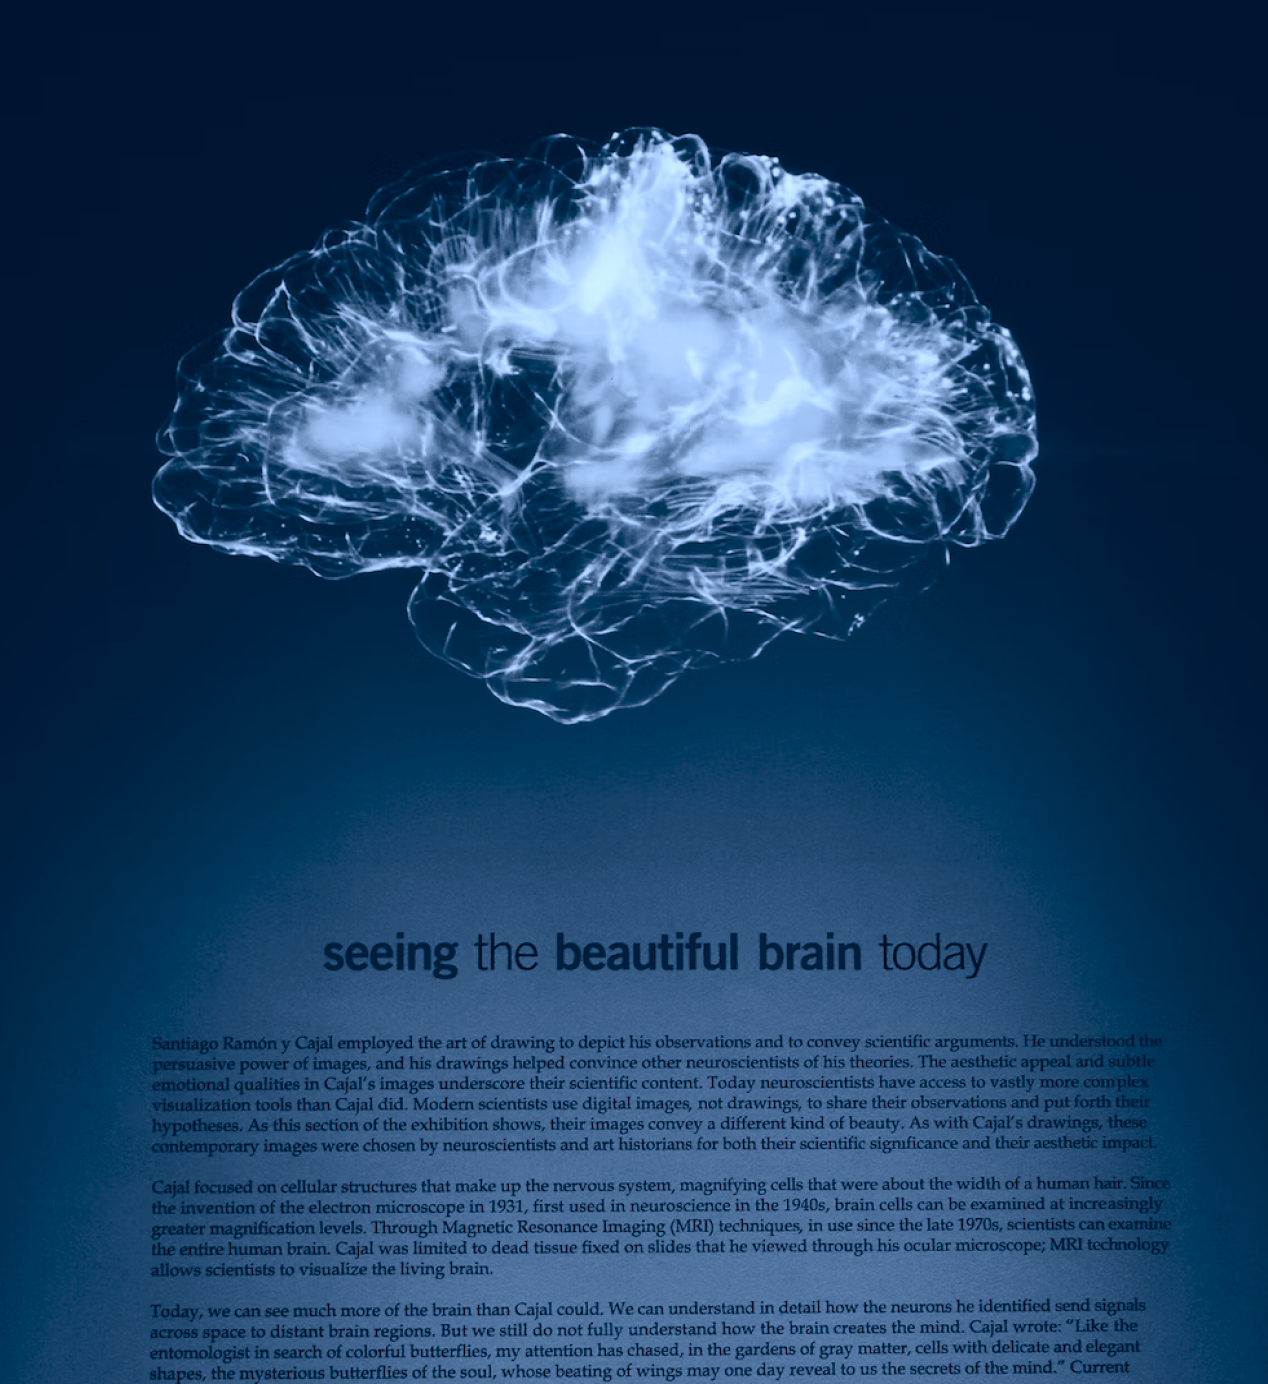 seeing the beautiful brain today
Santiago Ramón y Cajal employed the art of drawing to depict his observations and to convey scientific arguments. He understood the
persuasive power of images, and his drawings helped convince other neuroscientists of his theories. The aesthetic appeal and subtle
emotional qualities in Cajal's images underscore their scientific content. Today neuroscientists have access to vastly more complex
visualization tools than Cajal did. Modern scientists use digital images, not drawings, to share their observations and put forth their
hypotheses. As this section of the exhibition shows, their images convey a different kind of beauty. As with Cajal's drawings, these
contemporary images were chosen by neuroscientists and art historians for both their scientific significance and their aesthetic impact.
Cajal focused on cellular structures that make up the nervous system, magnifying cells that were about the width of a human hair. Since
the invention of the electron microscope in 1931, first used in neuroscience in the 1940s, brain cells can be examined at increasingly
greater magnification levels. Through Magnetic Resonance Imaging (MRI) techniques, in use since the late 1970s, scientists can examine
the entire human brain. Cajal was limited to dead tissue fixed on slides that he viewed through his ocular microscope; MRI technology
allows scientists to visualize the living brain.
Today, we can see much more of the brain than Cajal could. We can understand in detail how the neurons he identified send signals
across space to distant brain regions. But we still do not fully understand how the brain creates the mind. Cajal wrote: "Like the
entomologist in search of colorful butterflies, my attention has chased, in the gardens of gray matter, cells with delicate and elegant
shapes, the mysterious butterflies of the soul, whose beating of wings may one day reveal to us the secrets of the mind." Current